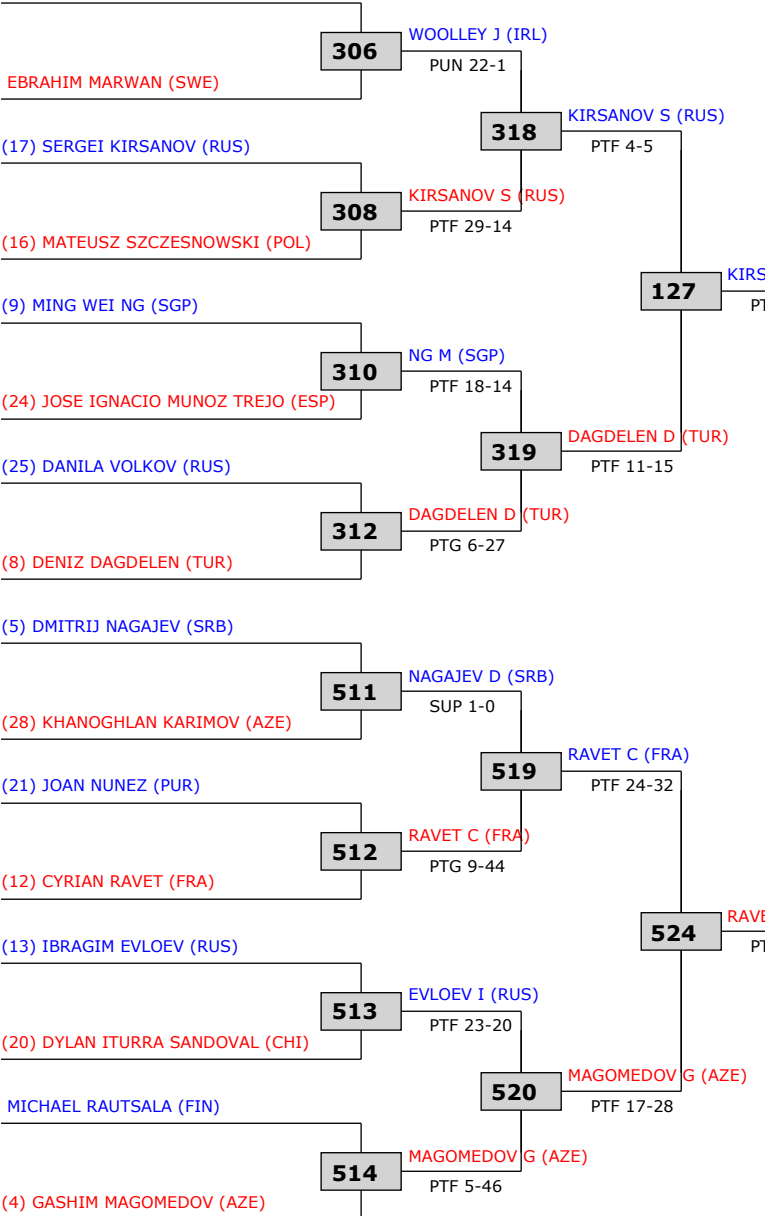 WOOLLEY J (IRL)
306
PUN 22-1
EBRAHIM MARWAN (SWE)
KIRSANOV S (RUS)
318
PTF 4-5
(17) SERGEI KIRSANOV (RUS)
KIRSANOV S (RUS)
308
PTF 29-14
(16) MATEUSZ SZCZESNOWSKI (POL)
KIRS
127
PT
(9) MING WEI NG (SGP)
NG M (SGP)
310
PTF 18-14
(24) JOSE IGNACIO MUNOZ TREJO (ESP)
DAGDELEN D (TUR)
319
PTF 11-15
(25) DANILA VOLKOV (RUS)
DAGDELEN D (TUR)
312
PTG 6-27
(8) DENIZ DAGDELEN (TUR)
(5) DMITRIJ NAGAJEV (SRB)
NAGAJEV D (SRB)
511
SUP 1-0
(28) KHANOGHLAN KARIMOV (AZE)
RAVET C (FRA)
519
PTF 24-32
(21) JOAN NUNEZ (PUR)
RAVET C (FRA)
512
PTG 9-44
(12) CYRIAN RAVET (FRA)
RAVE
524
PT
(13) IBRAGIM EVLOEV (RUS)
EVLOEV I (RUS)
513
PTF 23-20
(20) DYLAN ITURRA SANDOVAL (CHI)
MAGOMEDOV G (AZE)
520
PTF 17-28
MICHAEL RAUTSALA (FIN)
MAGOMEDOV G (AZE)
514
PTF 5-46
(4) GASHIM MAGOMEDOV (AZE)